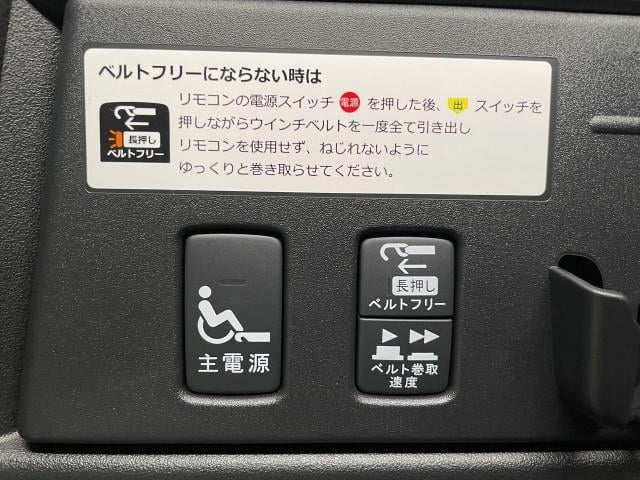 ベルトフリーにならない時は
リモコンの電源スイッチ 電源 を押した後、 出 スイッチを
押しながらウインチベルトを一度全て引き出し
リモコンを使用せず、ねじれないように
ゆっくりと巻き取らせてください。
長押し
ベルトフリー
主電源
長押し
ベルトフリー
ベルト巻取
速度